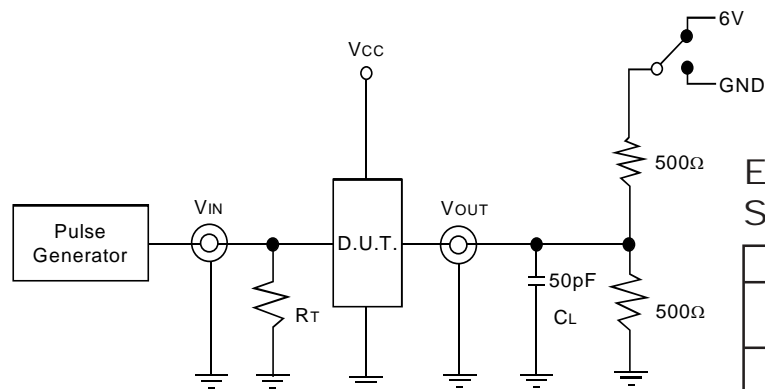 6V
VCC
GND
500Ω
E
S
VIN
VOUT
Pulse
Generator
D.U.T.
50pF
RT
CL
500Ω